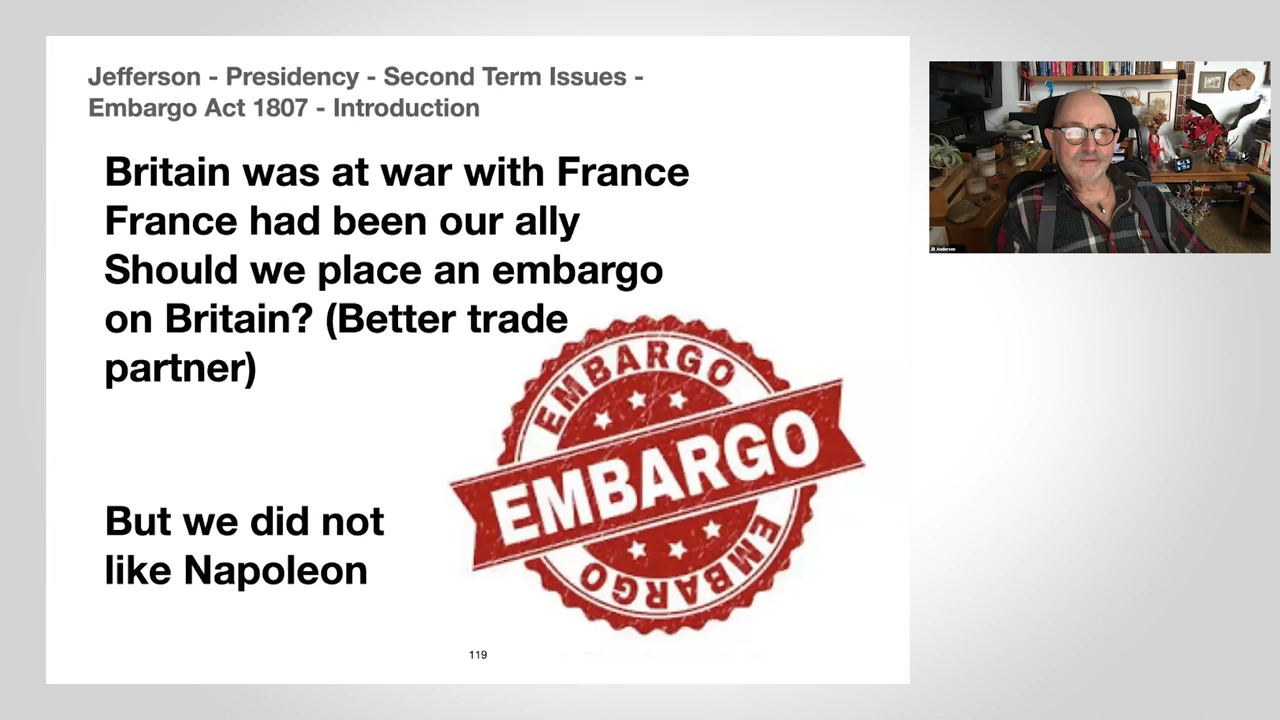 Jefferson - Presidency - Second Term Issues -
Embargo Act 1807 - Introduction
Britain was at war with France
France had been our ally
Should we place an embargo
on Britain? (Better trade
partner)
EMBARGO
EMBARGO
EMBARGO
But we did not
like Napoleon
119
JB Andersen